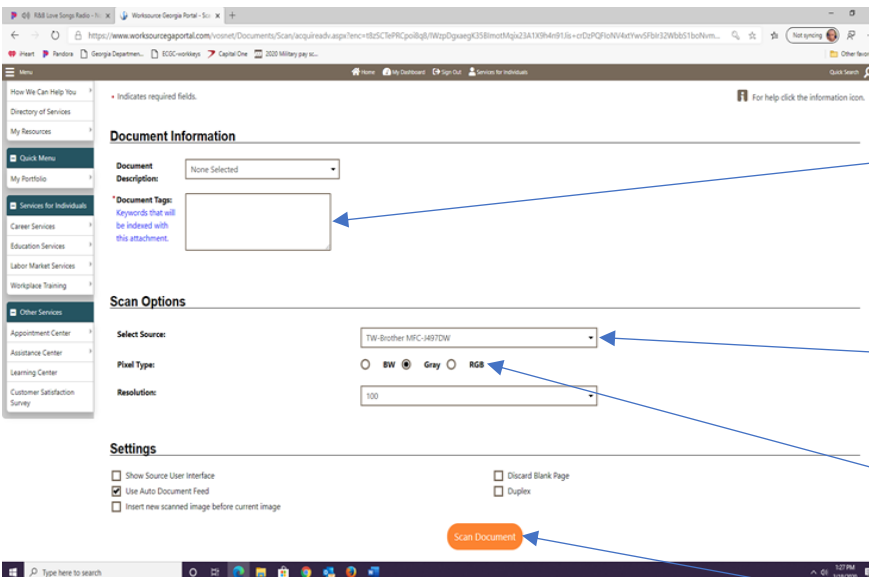 R&B Love Songs Radio
Worksource Georgia Portal - Sc
https://www.worksourcegaportal.com/vosnet/Documents/Scan/
Not syncing
iHeart Pandora Georgia Departmen... ECGC-workkeys Capital One 2020 Military pay sc...
Other favor
Menu
Home My Dashboard Sign Out Services for Individuals
Quick Search
How We Can Help You
Directory of Services
My Resources
Quick Menu
My Portfolio
Services for Individuals
Career Services
Education Services
Labor Market Services
Workplace Training
Other Services
Appointment Center
Assistance Center
Learning Center
Customer Satisfaction
Survey
* Indicates required fields.
For help click the information icon.
Document Information
Document
Description:
None Selected
*Document Tags:
Keywords that will
be indexed with
this attachment.
Scan Options
Select Source:
TW-Brother MFC-J497DW
Pixel Type:
BW Gray RGB
Resolution:
100
Settings
Show Source User Interface
Use Auto Document Feed
Insert new scanned image before current image
Discard Blank Page
Duplex
Scan Document
Type here to search
1:27 PM